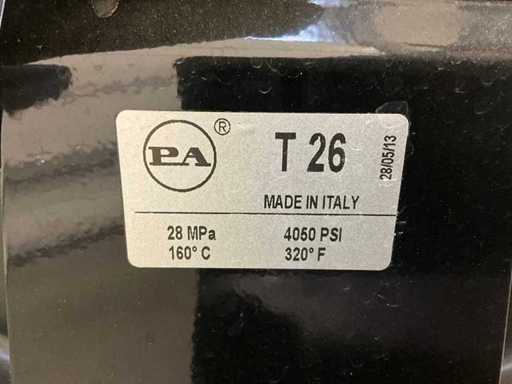 PA ® T 26
28/05/13
MADE IN ITALY
28 MPa 4050 PSI
160° C 320° F